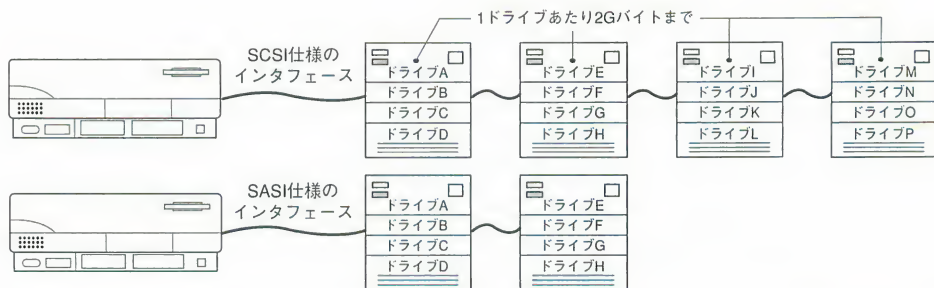 1ドライブあたり2Gバイトまで
SCSI仕様の
インタフェース
ドライブA
ドライブB
ドライブC
ドライブD
ドライブE
ドライブF
ドライブG
ドライブH
ドライブI
ドライブJ
ドライブK
ドライブL
ドライブM
ドライブN
ドライブO
ドライブP
SASI仕様の
インタフェース
ドライブA
ドライブB
ドライブC
ドライブD
ドライブE
ドライブF
ドライブG
ドライブH